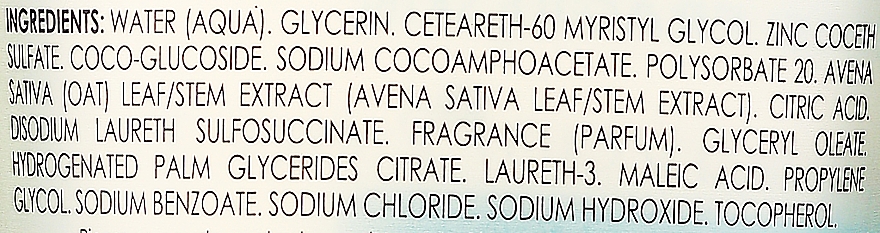 INGREDIENTS: WATER (AQUA). GLYCERIN. CETEARETH-60 MYRISTYL GLYCOL. ZINC COCETH
SULFATE. COCO-GLUCOSIDE. SODIUM COCOAMPHOACETATE. POLYSORBATE 20. AVENA
SATIVA (OAT) LEAF/STEM EXTRACT (AVENA SATIVA LEAF/STEM EXTRACT). CITRIC ACID.
DISODIUM LAURETH SULFOSUCCINATE. FRAGRANCE (PARFUM). GLYCERYL OLEATE.
HYDROGENATED PALM GLYCERIDES CITRATE. LAURETH-3. MALEIC ACID. PROPYLENE
GLYCOL. SODIUM BENZOATE. SODIUM CHLORIDE. SODIUM HYDROXIDE. TOCOPHEROL.